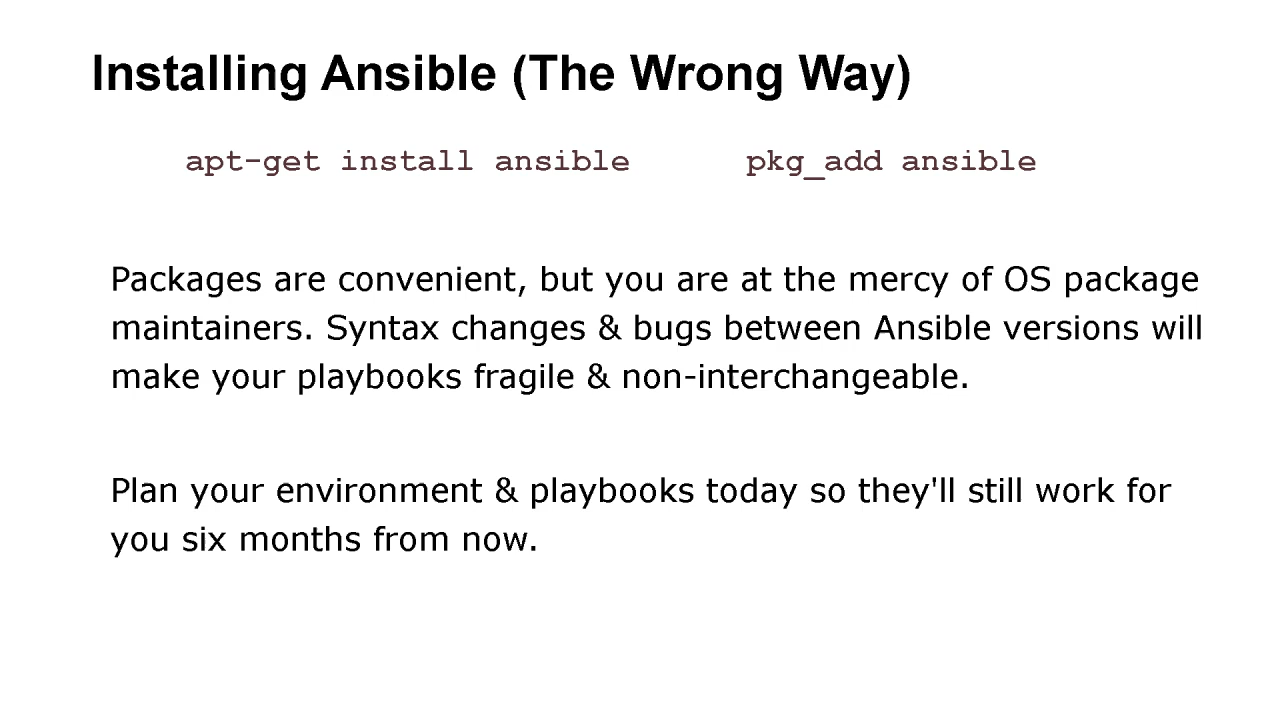 Installing Ansible (The Wrong Way)
apt-get install ansible pkg_add ansible
Packages are convenient, but you are at the mercy of OS package
maintainers. Syntax changes & bugs between Ansible versions will
make your playbooks fragile & non-interchangeable.
Plan your environment & playbooks today so they'll still work for
you six months from now.